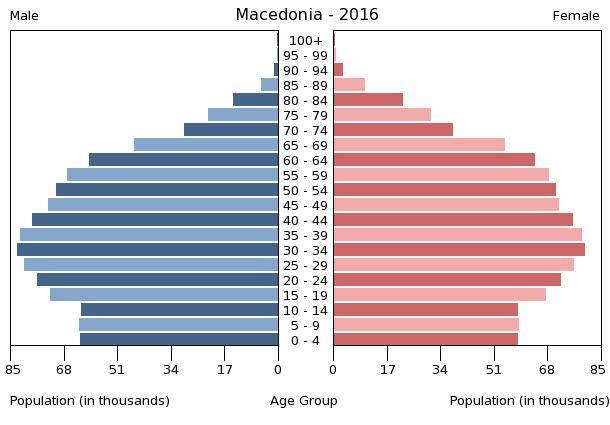 Macedonia - 2016
Male
Female
100+
95 - 99
90 - 94
85 - 89
80 - 84
75 - 79
70 - 74
65 - 69
60 - 64
55 - 59
50 - 54
45 - 49
40 - 44
35 - 39
30 - 34
25 - 29
20 - 24
15 - 19
10 - 14
5 - 9
0 - 4
85 68 51 34 17 0 0 17 34 51 68 85
Population (in thousands) Age Group Population (in thousands)